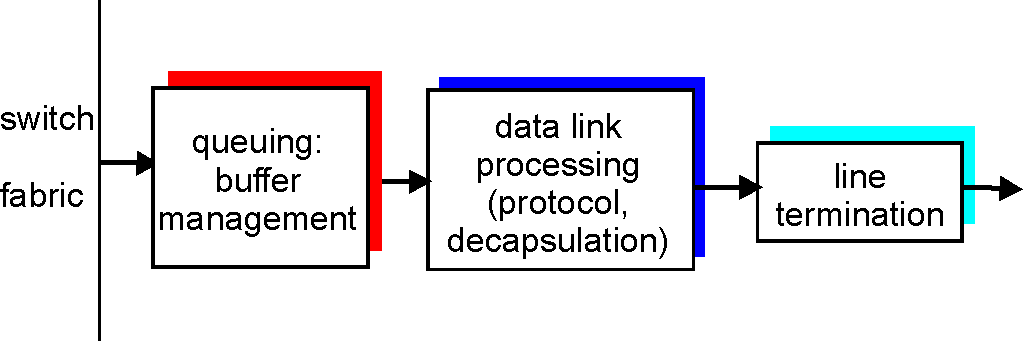 switch
fabric
queuing:
buffer
management
data link
processing
(protocol,
decapsulation)
line
termination